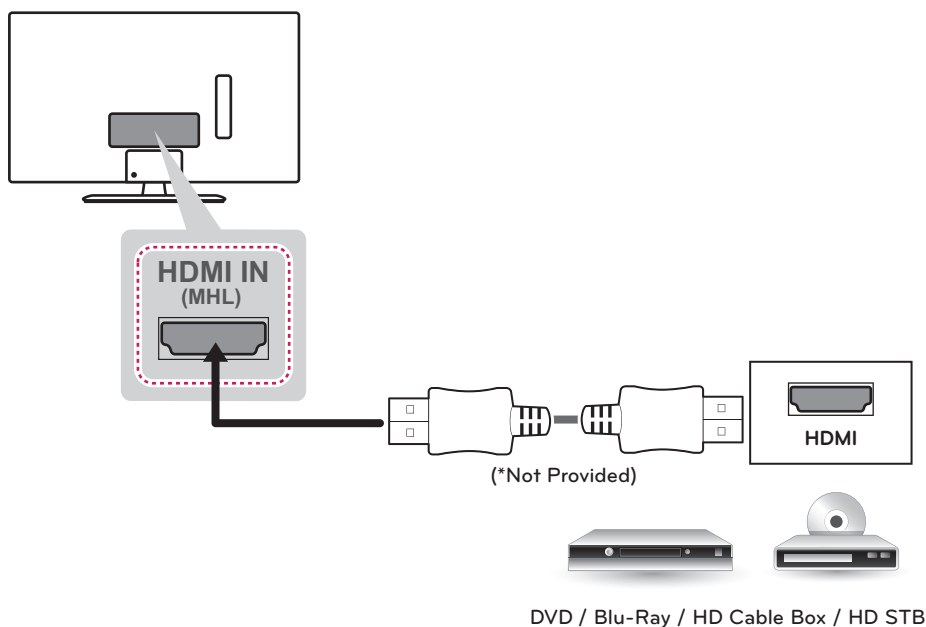 HDMI IN
(MHL)
HDMI
(*Not Provided)
DVD / Blu-Ray / HD Cable Box / HD STB